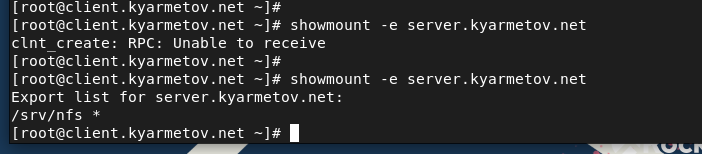 [root@client.kyarmetov.net ~]#
[root@client.kyarmetov.net ~]# showmount -e server.kyarmetov.net
clnt_create: RPC: Unable to receive
[root@client.kyarmetov.net ~]#
[root@client.kyarmetov.net ~]# showmount -e server.kyarmetov.net
Export list for server.kyarmetov.net:
/srv/nfs *
[root@client.kyarmetov.net ~]#